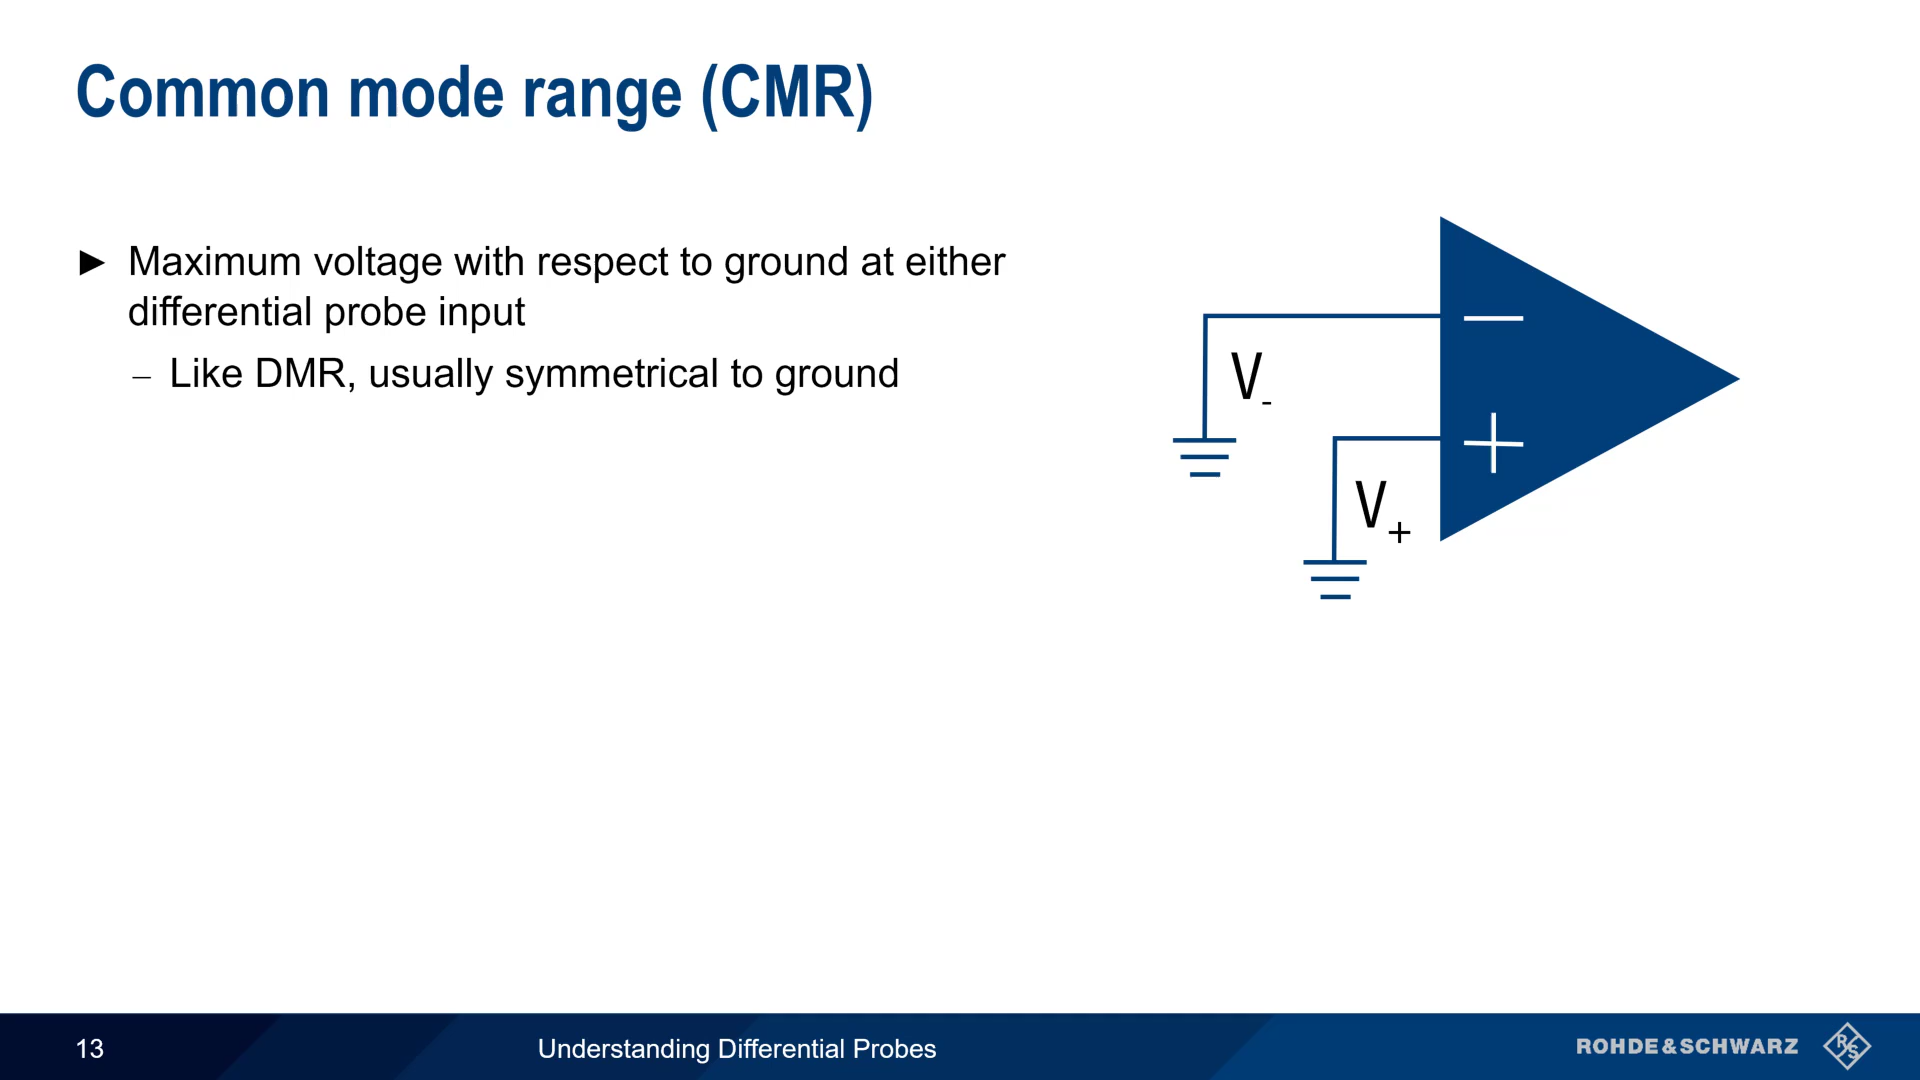 Common mode range (CMR)
► Maximum voltage with respect to ground at either
differential probe input
– Like DMR, usually symmetrical to ground
V-
V+
13
Understanding Differential Probes
ROHDE&SCHWARZ
R&S